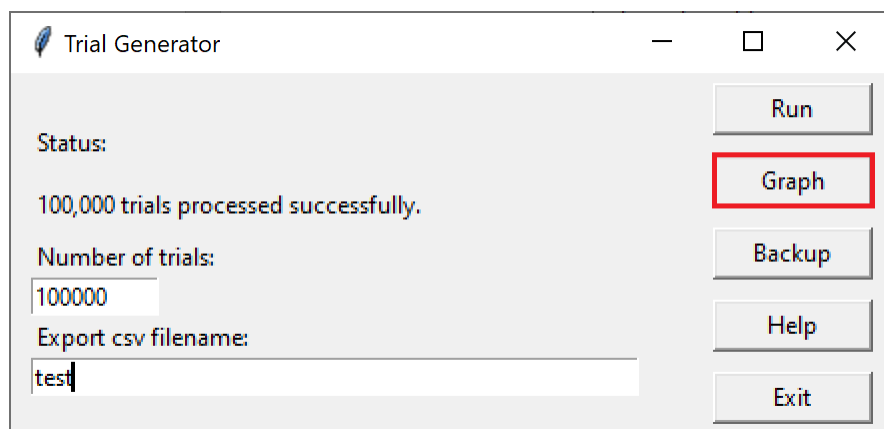 Trial Generator
Status:
100,000 trials processed successfully.
Number of trials:
100000
Export csv filename:
test
Run
Graph
Backup
Help
Exit